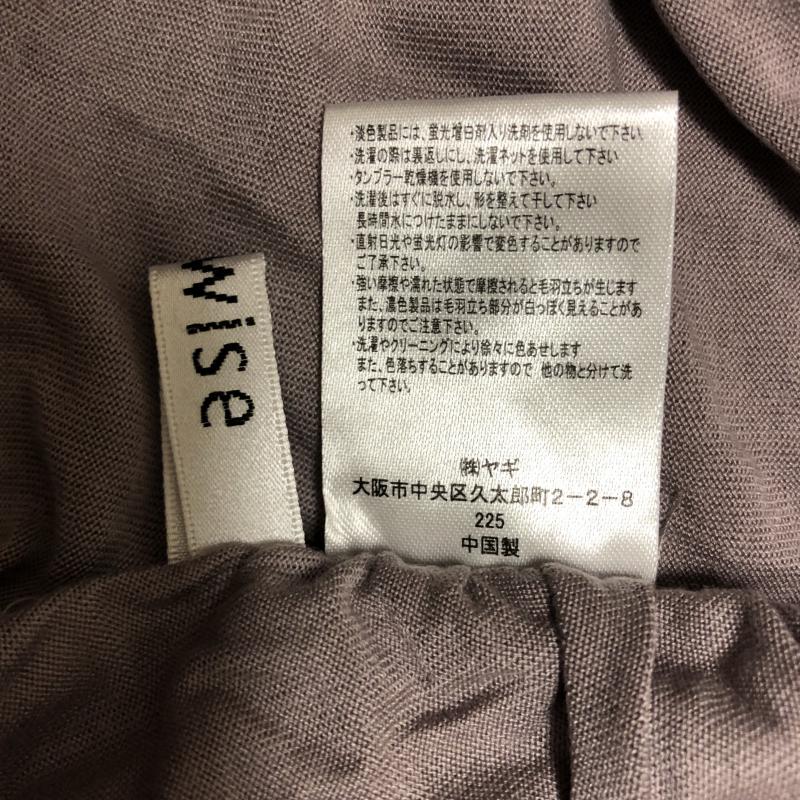 wise
・淡色製品には、蛍光増白剤入り洗剤を使用しないで下さい
・洗濯の際は裏返しにし、洗濯ネットを使用して下さい
・タンブラー乾燥機を使用しないで下さい。
・洗濯後はすぐに脱水し、形を整えて干して下さい
長時間水につけたままにしないで下さい。
・直射日光や蛍光灯の影響で変色することがありますので
ご了承下さい。
・強い摩擦や濡れた状態で摩擦されると毛羽立ちが生じます
また、濃色製品は毛羽立ち部分が白っぽく見えることがあ
りますのでご注意下さい。
・洗濯やクリーニングにより徐々に色あせします
また、色落ちすることがありますので 他の物と分けて洗
って下さい。
㈱ヤギ
大阪市中央区久太郎町2-2-8
225
中国製